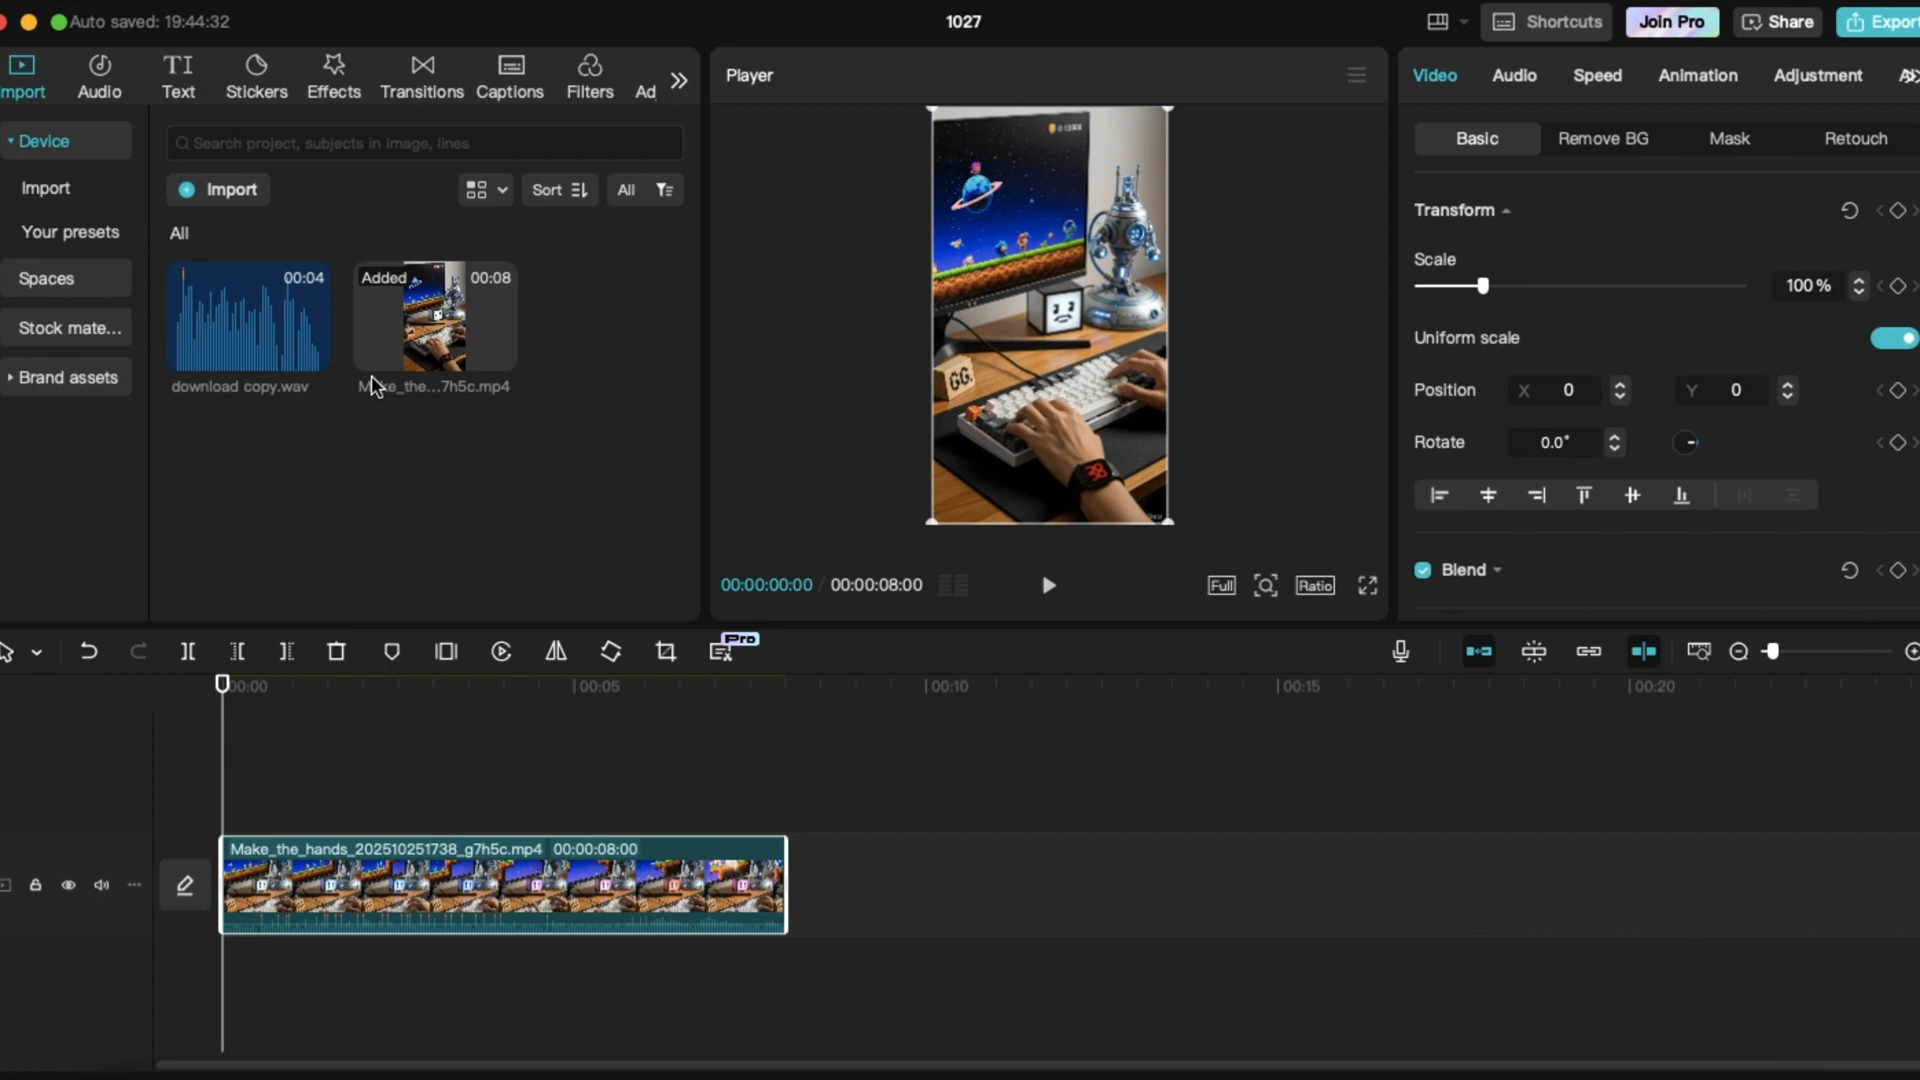 Auto saved: 19:44:32
1027
Shortcuts
Join Pro
Share
Export
Import
Audio
Text
Stickers
Effects
Transitions
Captions
Filters
Ad
Device
Import
Your presets
Spaces
Stock mate...
Brand assets
Search project, subjects in image, lines
Import
Sort
All
All
00:04
download copy.wav
Added
00:08
M ke_the...7h5c.mp4
Player
GG.
38
00:00:00:00 / 00:00:08:00
Full
Ratio
Video
Audio
Speed
Animation
Adjustment
Basic
Remove BG
Mask
Retouch
Transform
Scale
100 %
Uniform scale
Position
X 0
Y 0
Rotate
0.0°
Blend
Pro
00:00
00:05
00:10
00:15
00:20
Make_the_hands_202510251738_g7h5c.mp4 00:00:08:00